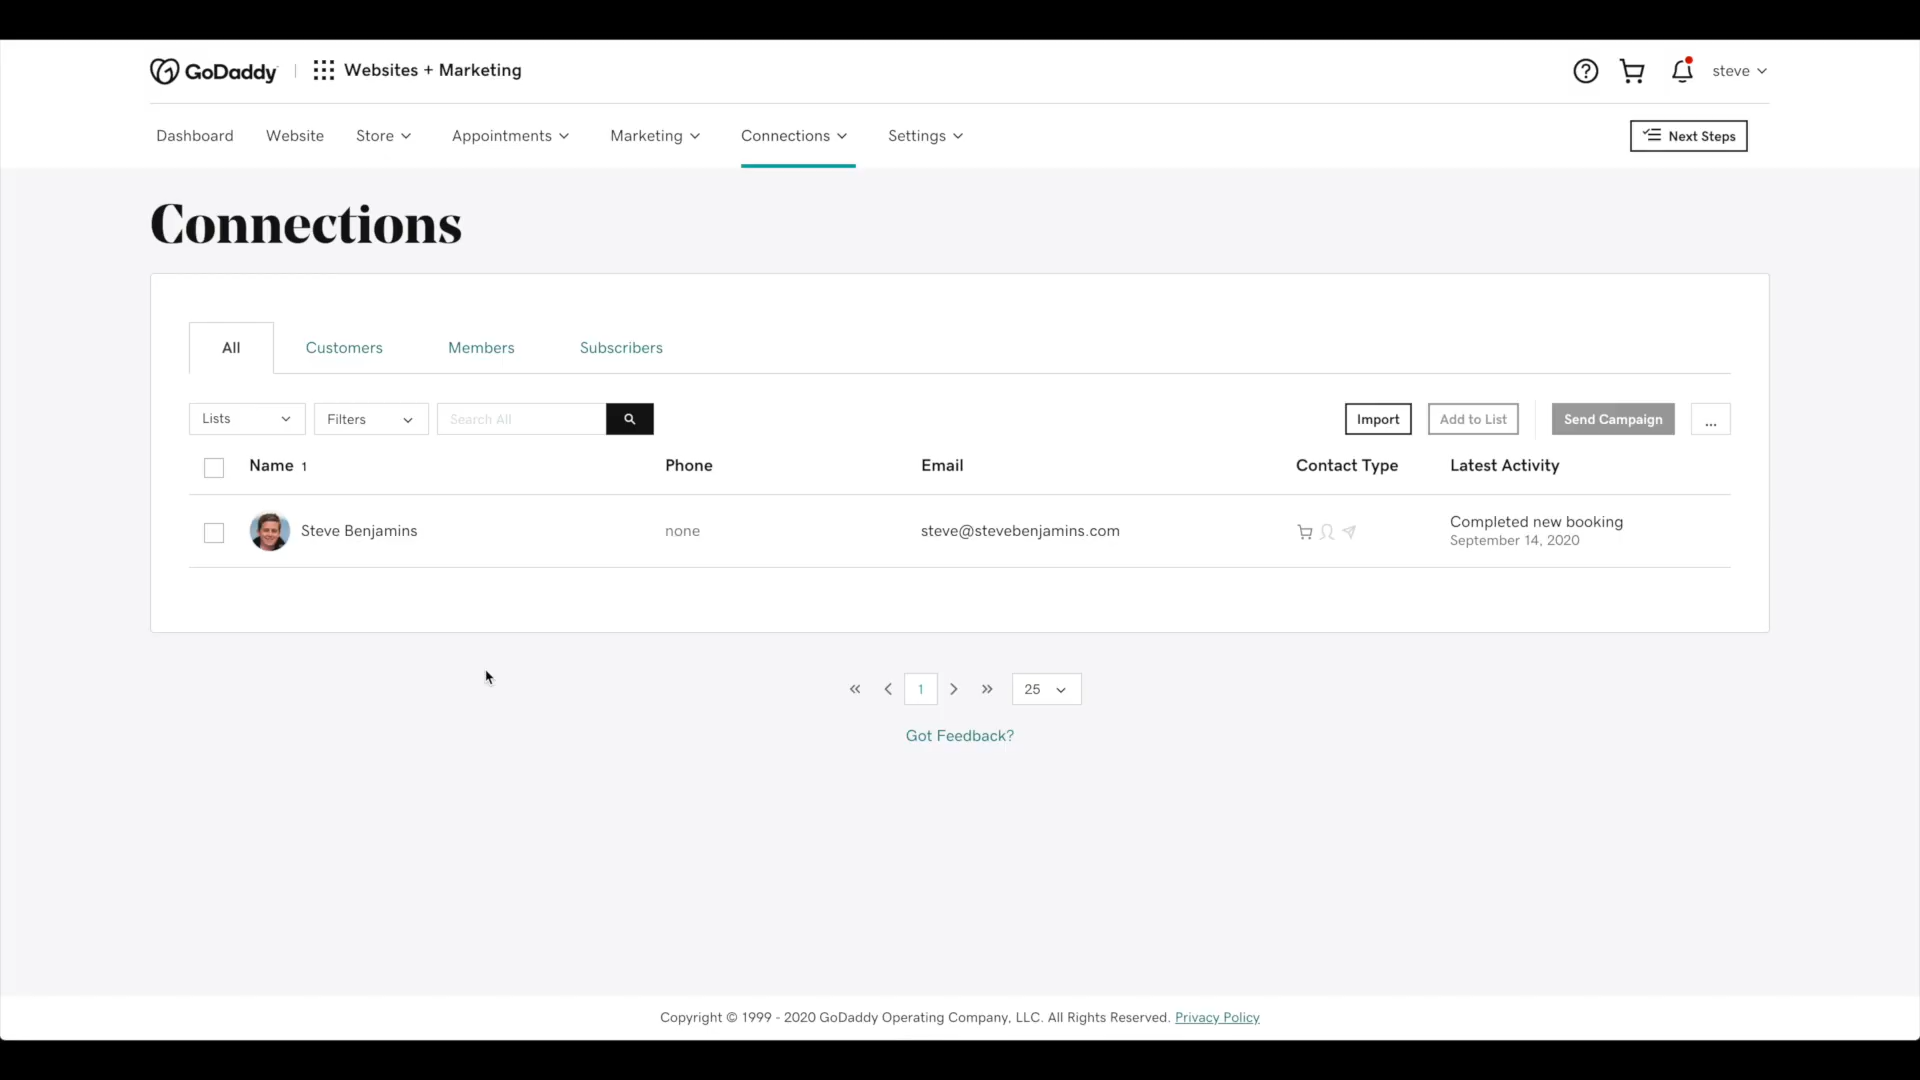 GoDaddy Websites + Marketing steve
Dashboard Website Store Appointments Marketing Connections Settings Next Steps
Connections
All Customers Members Subscribers
Lists Filters Search All Import Add to List Send Campaign ...
Name 1 Phone Email Contact Type Latest Activity
Steve Benjamins none steve@stevebenjamins.com Completed new booking
September 14, 2020
« < 1 > » 25
Got Feedback?
Copyright © 1999 - 2020 GoDaddy Operating Company, LLC. All Rights Reserved. Privacy Policy